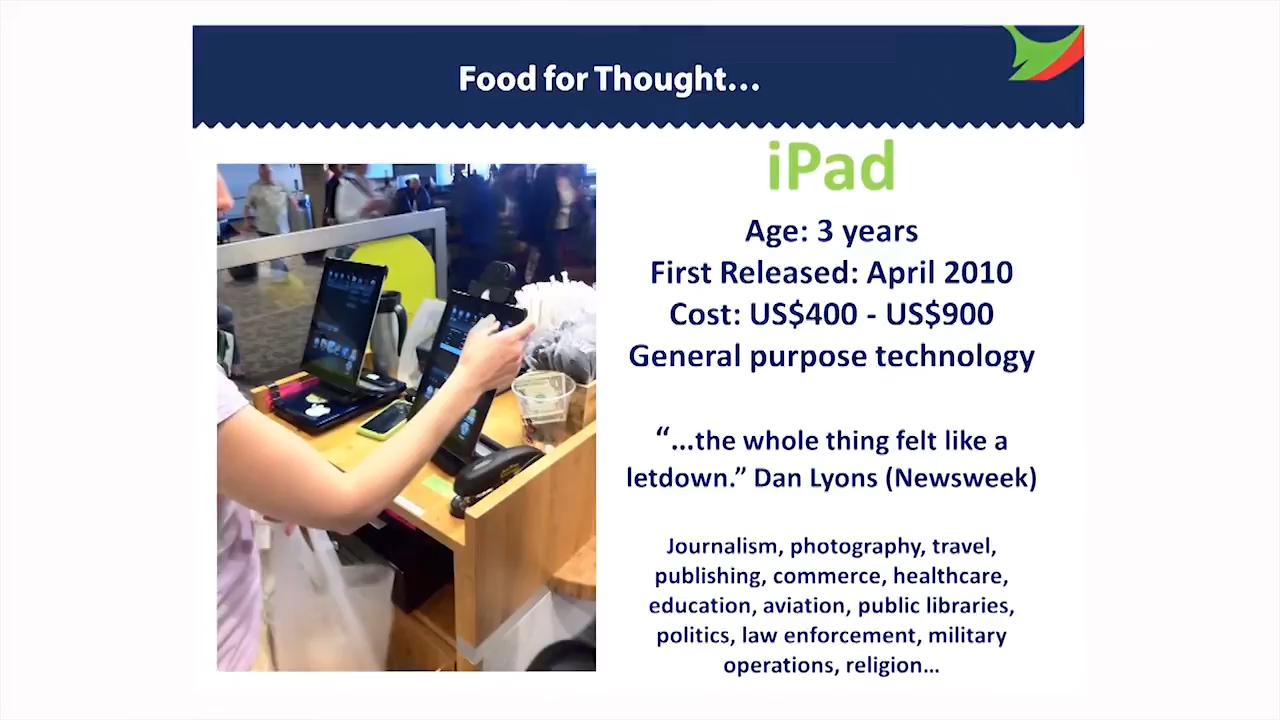 Food for Thought...
iPad
Age: 3 years
First Released: April 2010
Cost: US$400 - US$900
General purpose technology
“...the whole thing felt like a
letdown.” Dan Lyons (Newsweek)
Journalism, photography, travel,
publishing, commerce, healthcare,
education, aviation, public libraries,
politics, law enforcement, military
operations, religion...